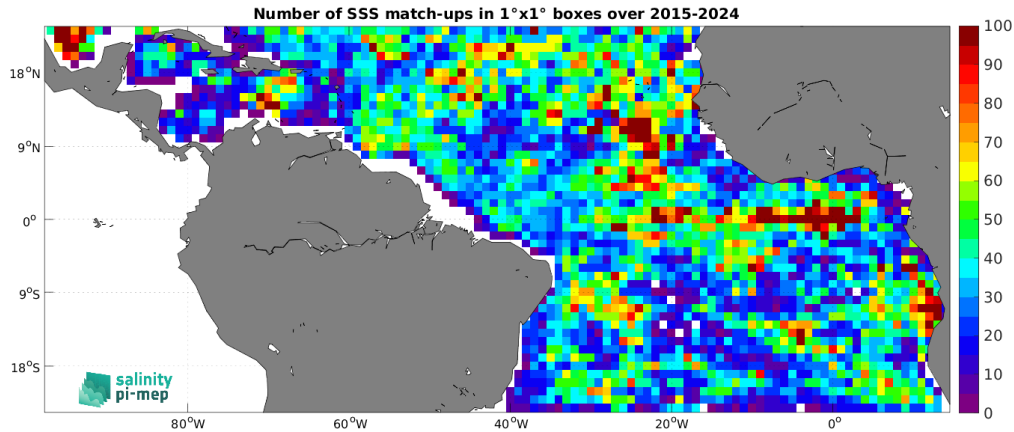 Number of SSS match-ups in 1°x1° boxes over 2015-2024
100
90
80
70
60
50
40
30
20
10
0
18°N
9°N
0°
9°S
18°S
80°W
60°W
40°W
20°W
0°
salinity
pi-mep